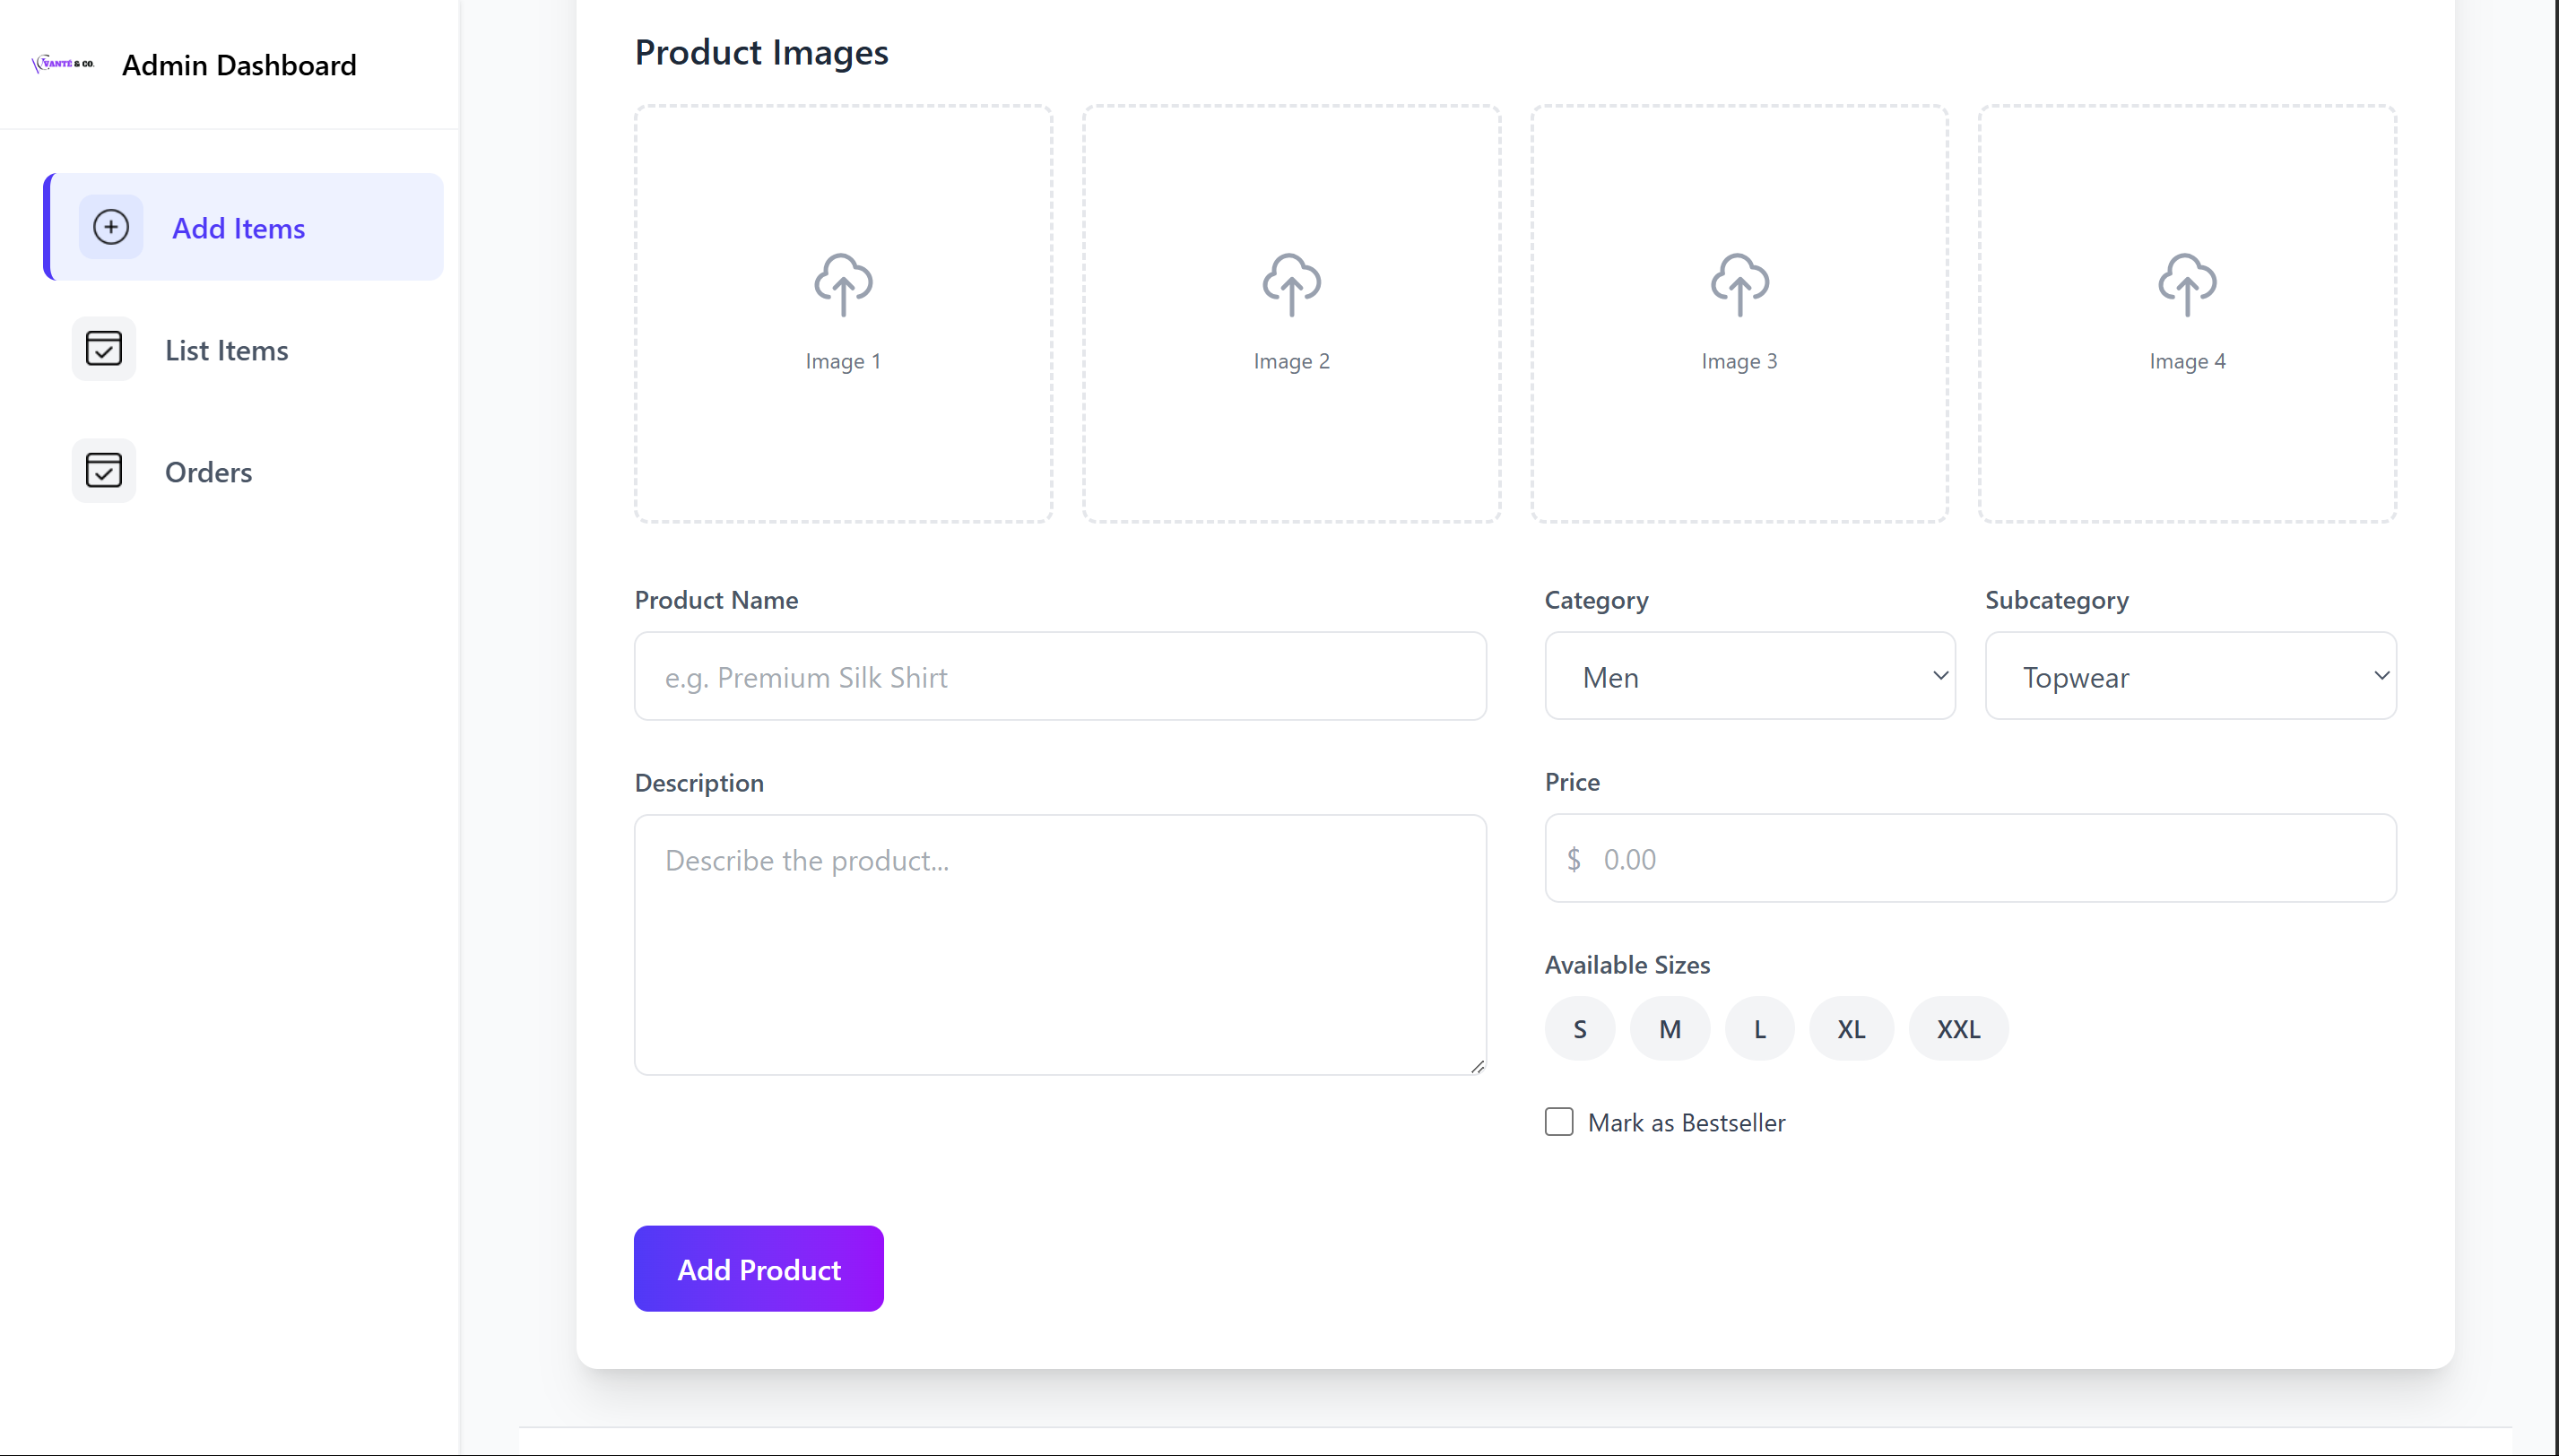 VANTÉ & CO.
Admin Dashboard
Add Items
List Items
Orders
Product Images
Image 1
Image 2
Image 3
Image 4
Product Name
e.g. Premium Silk Shirt
Category
Men
Subcategory
Topwear
Description
Describe the product...
Price
$ 0.00
Available Sizes
S M L XL XXL
Mark as Bestseller
Add Product